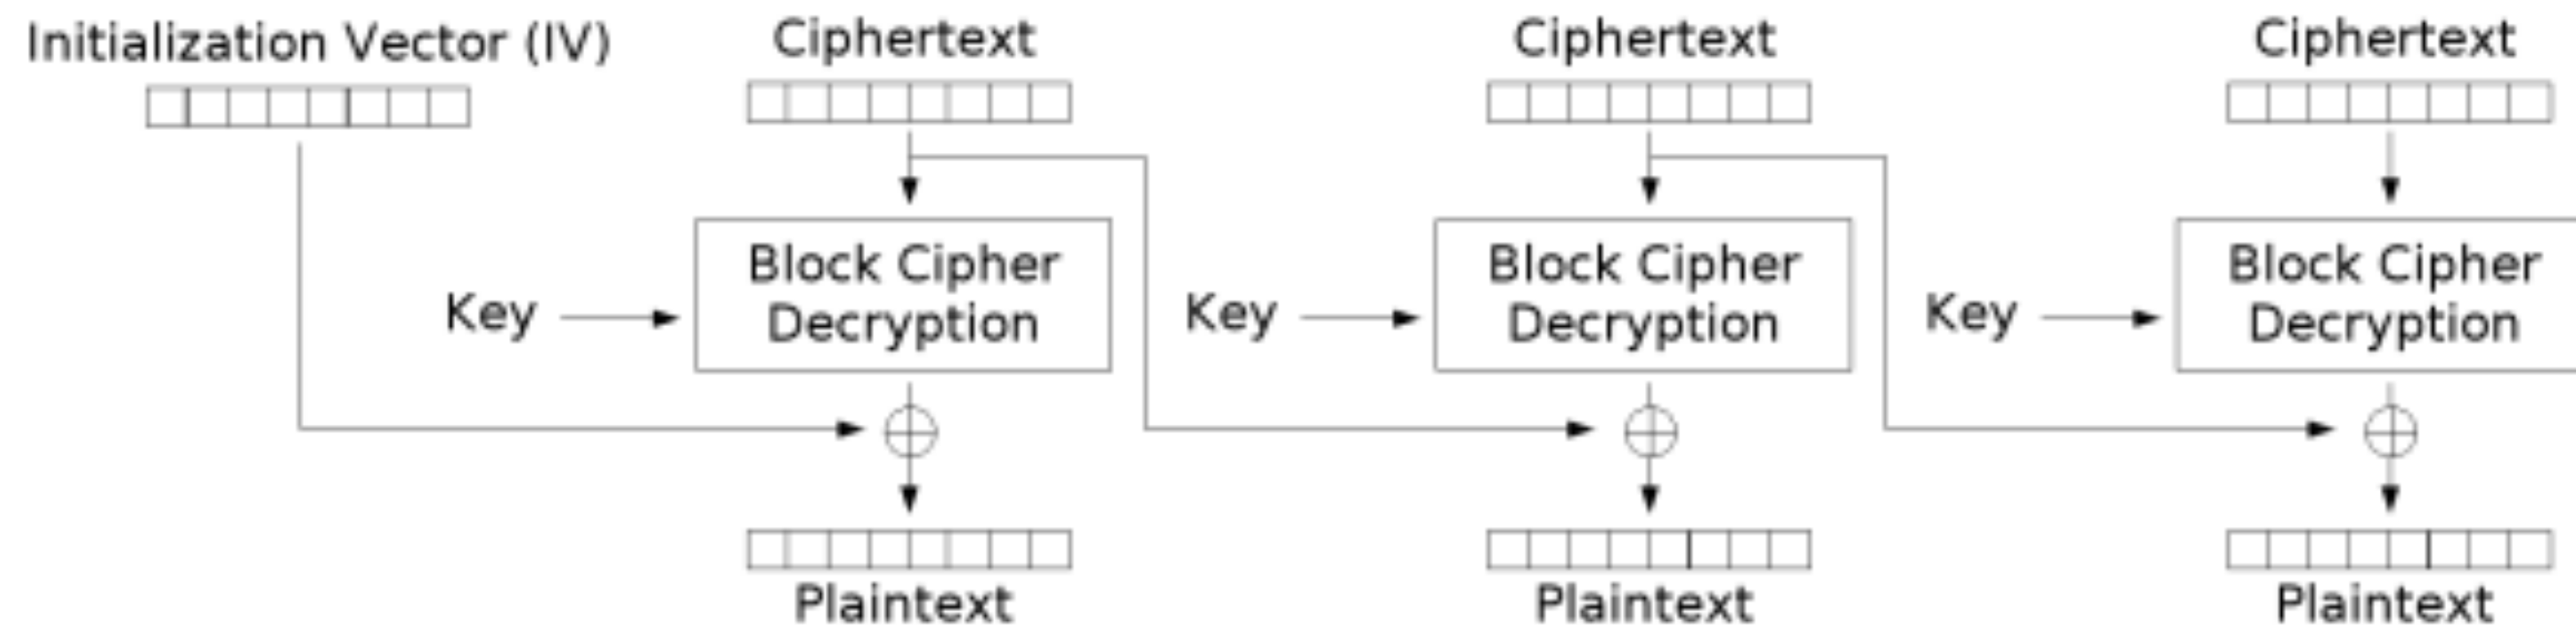 Initialization Vector (IV)
Ciphertext
Ciphertext
Ciphertext
Key
Block Cipher
Decryption
Key
Block Cipher
Decryption
Key
Block Cipher
Decryption
Plaintext
Plaintext
Plaintext